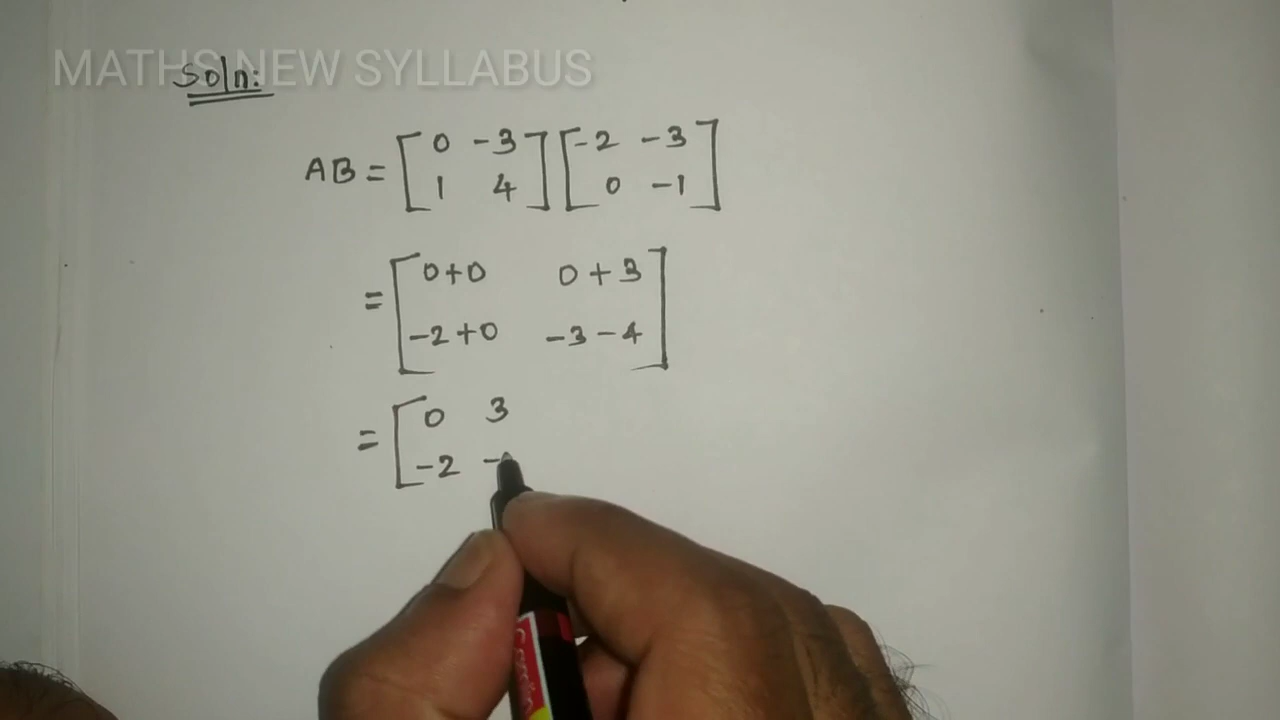 MATHS NEW SYLLABUS
Soln:
AB = [ 0 -3 ] [ -2 -3 ]
[ 1 4 ] [ 0 -1 ]
= [ 0+0 0+3 ]
[ -2+0 -3-4 ]
= [ 0 3
[ -2 -
Camlin